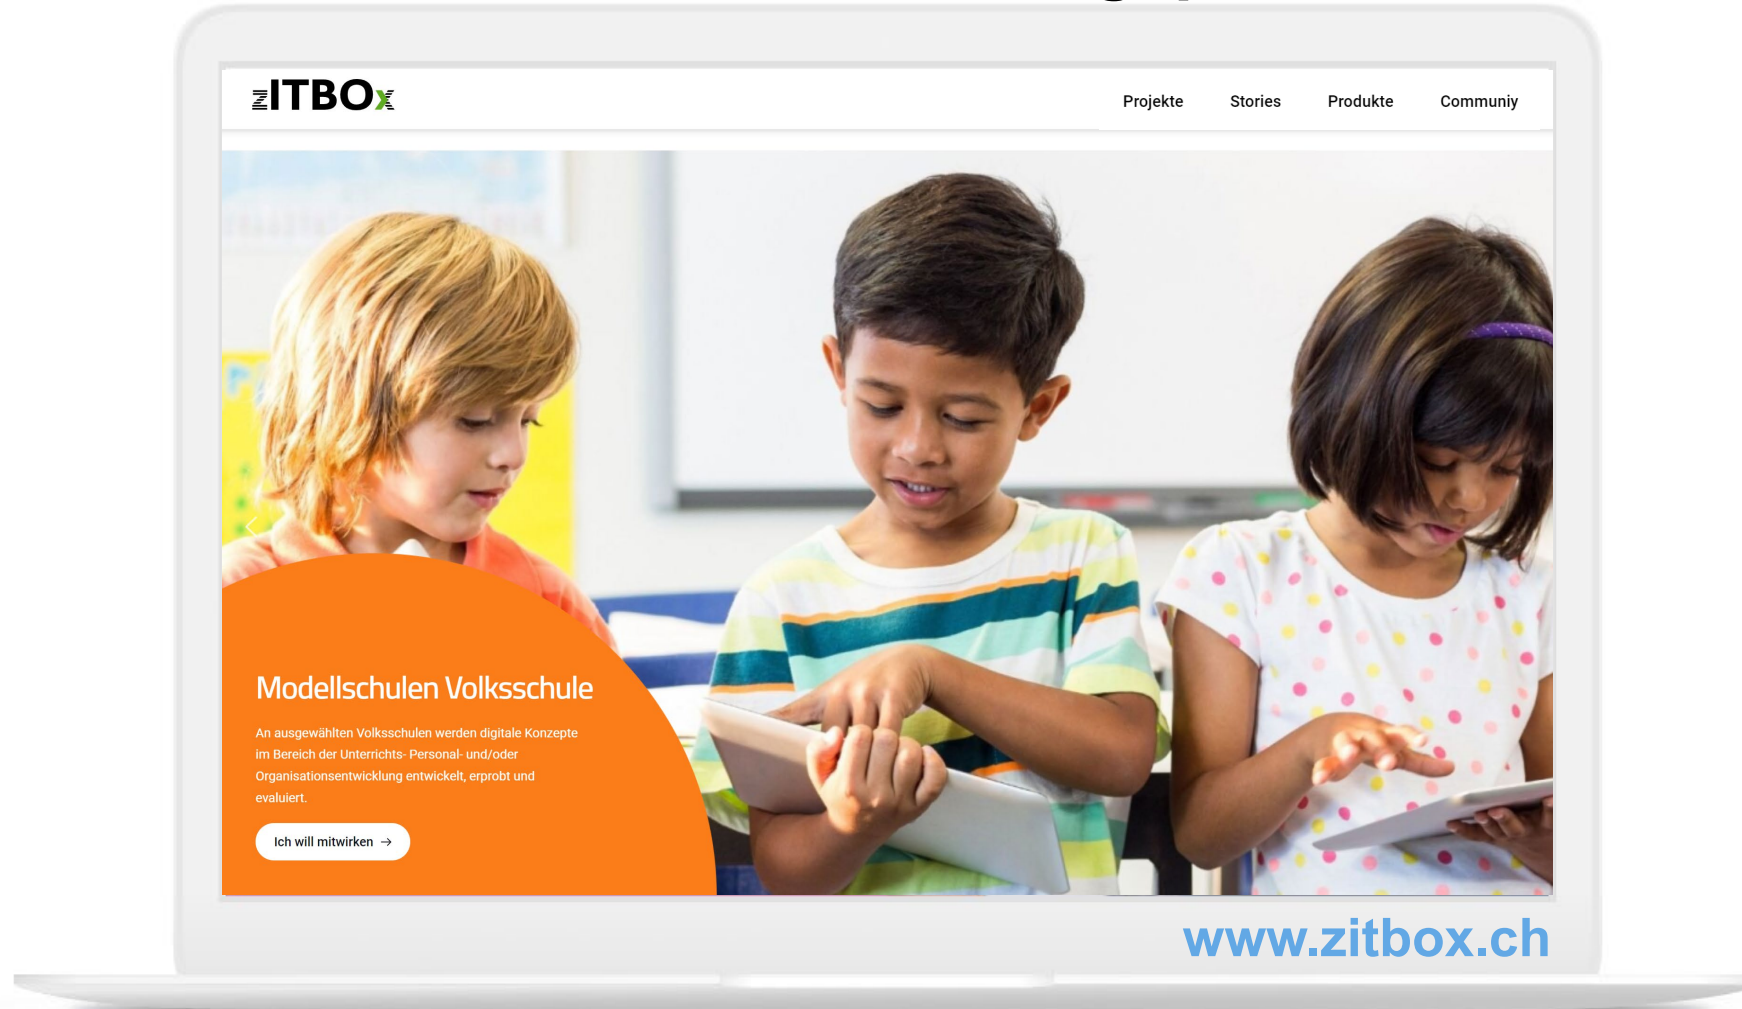 zITBOx
Projekte Stories Produkte Communiy
Modellschulen Volksschule
An ausgewählten Volksschulen werden digitale Konzepte
im Bereich der Unterrichts- Personal- und/oder
Organisationsentwicklung entwickelt, erprobt und
evaluiert.
Ich will mitwirken →
www.zitbox.ch